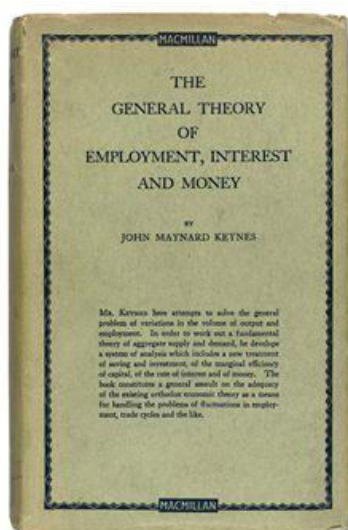 MACMILLAN
THE
GENERAL THEORY
OF
EMPLOYMENT, INTEREST
AND MONEY
BY
JOHN MAYNARD KEYNES
MR. KEYNES here attempts to solve the general
problem of variations in the volume of output and
employment. In order to work out a fundamental
theory of aggregate supply and demand, he develops
a system of analysis which includes a new treatment
of saving and investment, of the marginal efficiency
of capital, of the rate of interest and of money. The
book constitutes a general assault on the adequacy
of the existing orthodox economic theory as a means
for handling the problems of fluctuations in employ-
ment, trade cycles and the like.
MACMILLAN